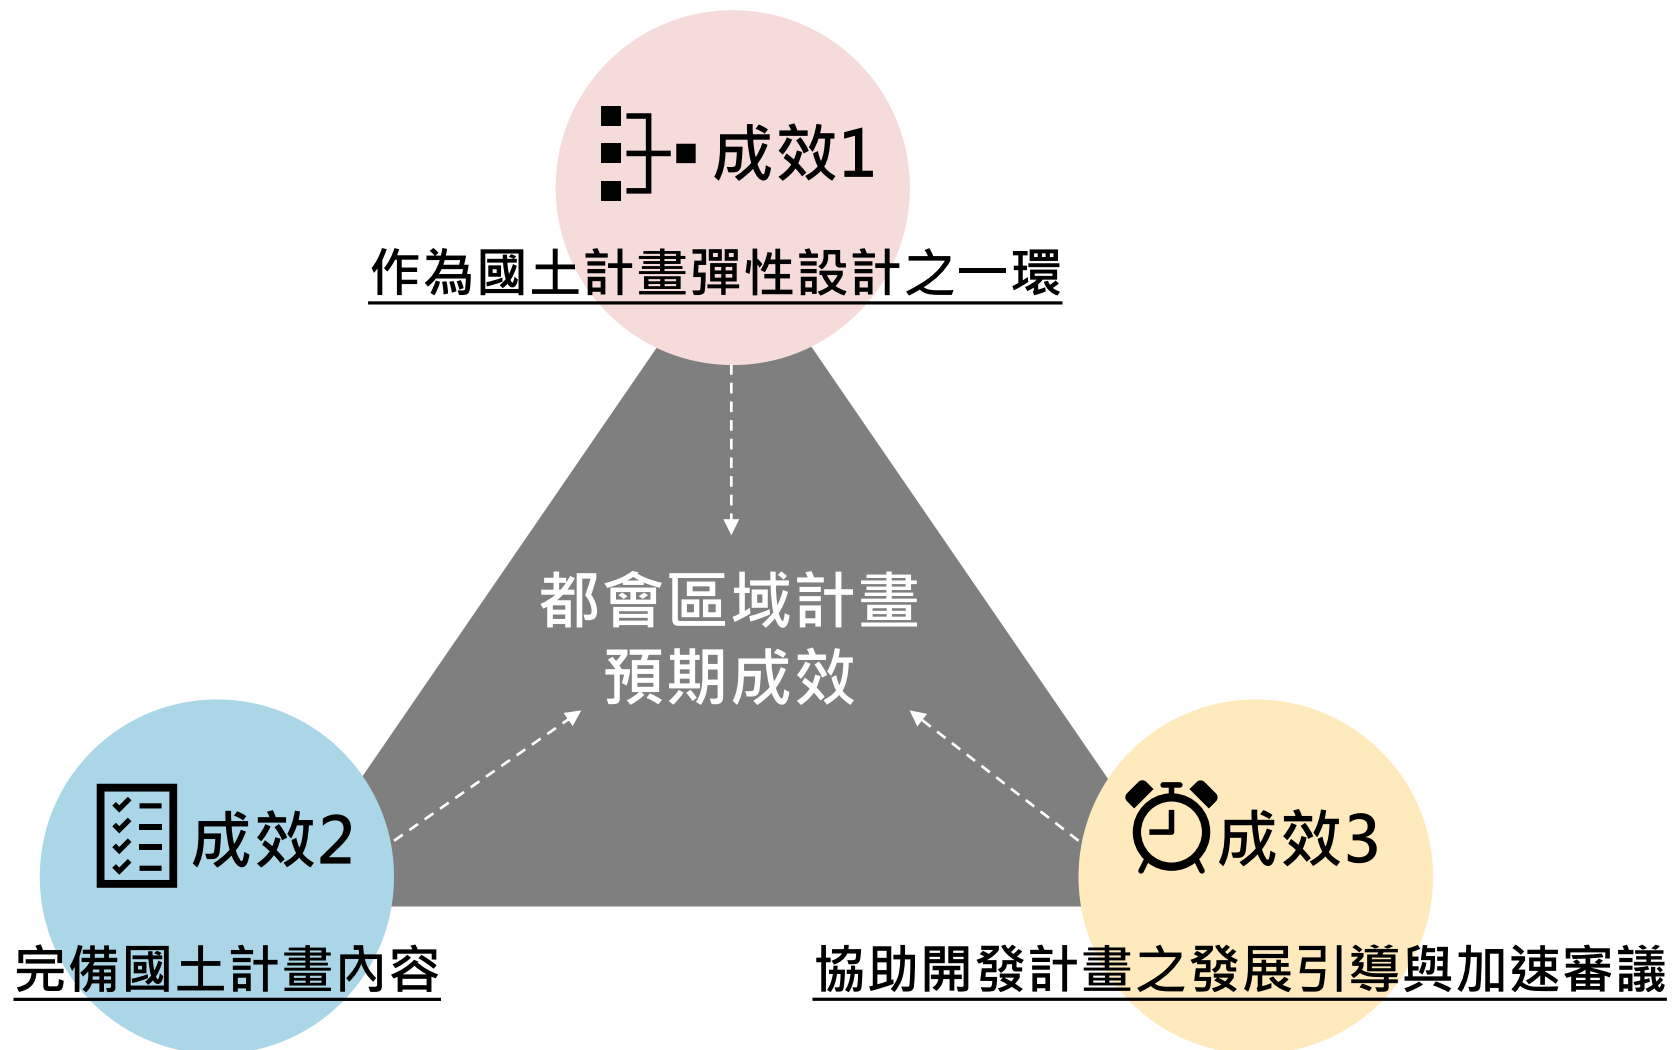 成效1
作為國土計畫彈性設計之一環
都會區域計畫
預期成效
成效2
完備國土計畫內容
成效3
協助開發計畫之發展引導與加速審議